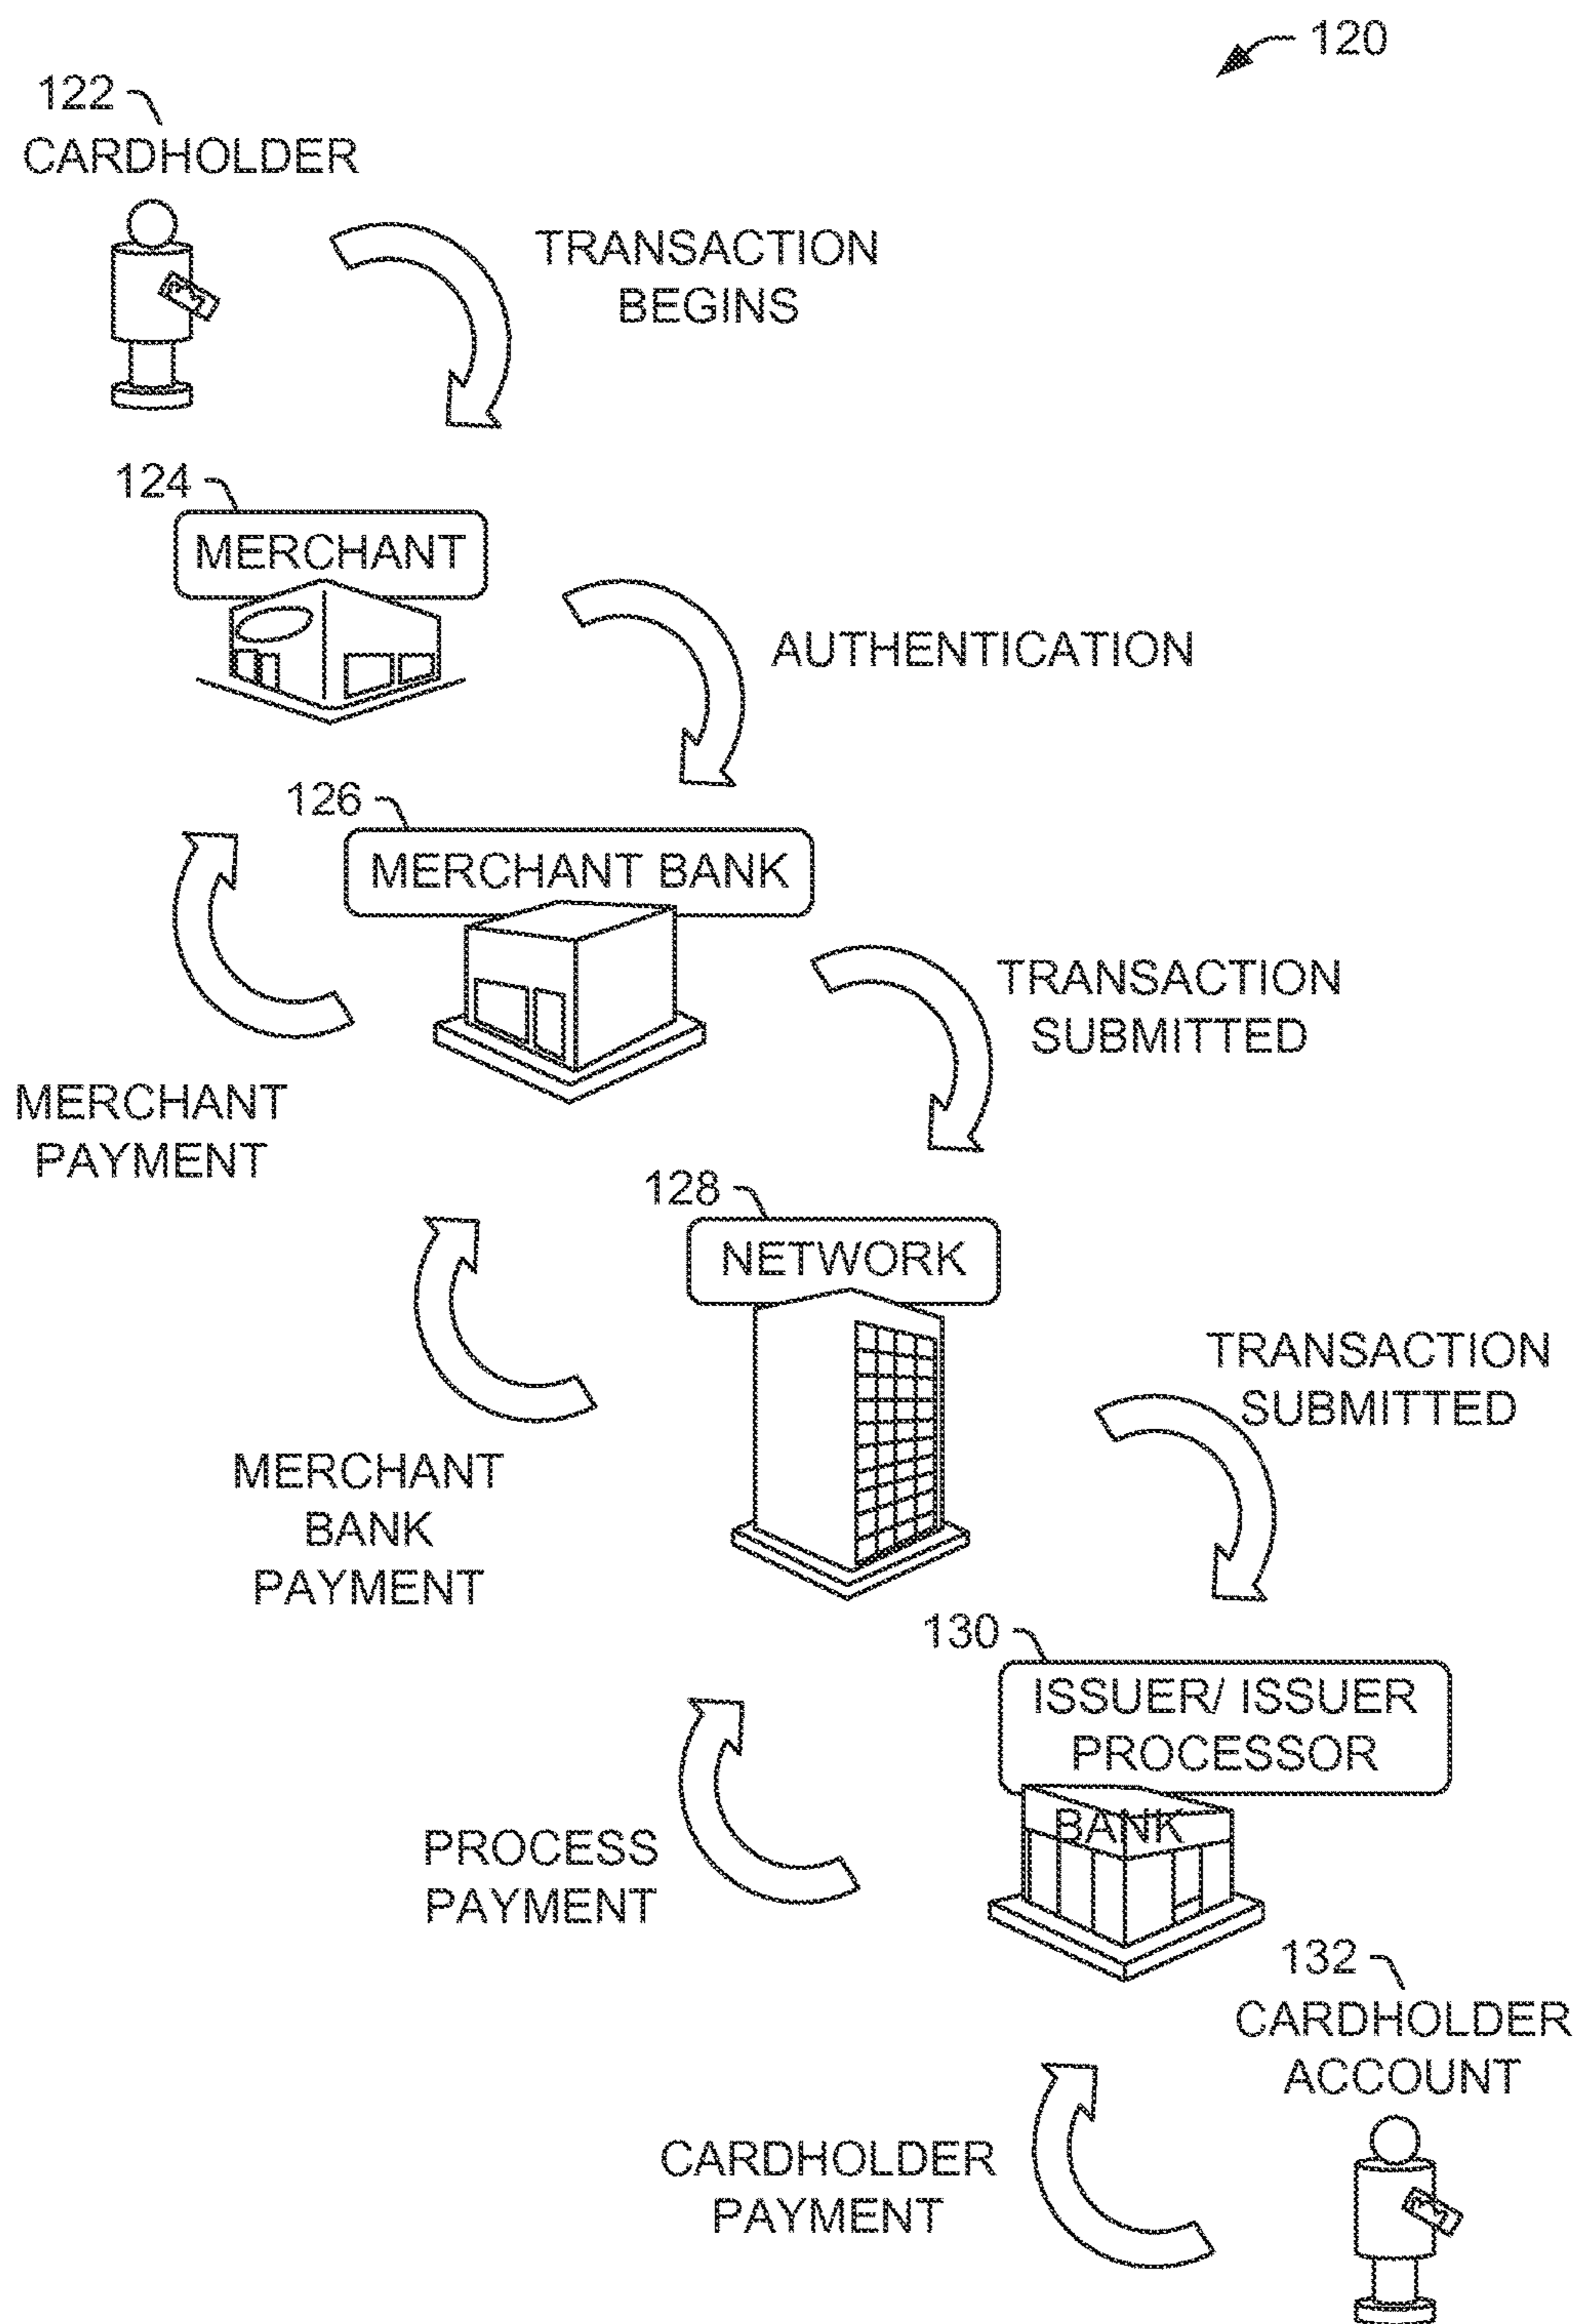 120
122
CARDHOLDER
TRANSACTION
BEGINS
124
MERCHANT
AUTHENTICATION
126
MERCHANT BANK
TRANSACTION
SUBMITTED
MERCHANT
PAYMENT
128
NETWORK
TRANSACTION
SUBMITTED
MERCHANT
BANK
PAYMENT
130
ISSUER/ ISSUER
PROCESSOR
BANK
PROCESS
PAYMENT
132
CARDHOLDER
ACCOUNT
CARDHOLDER
PAYMENT